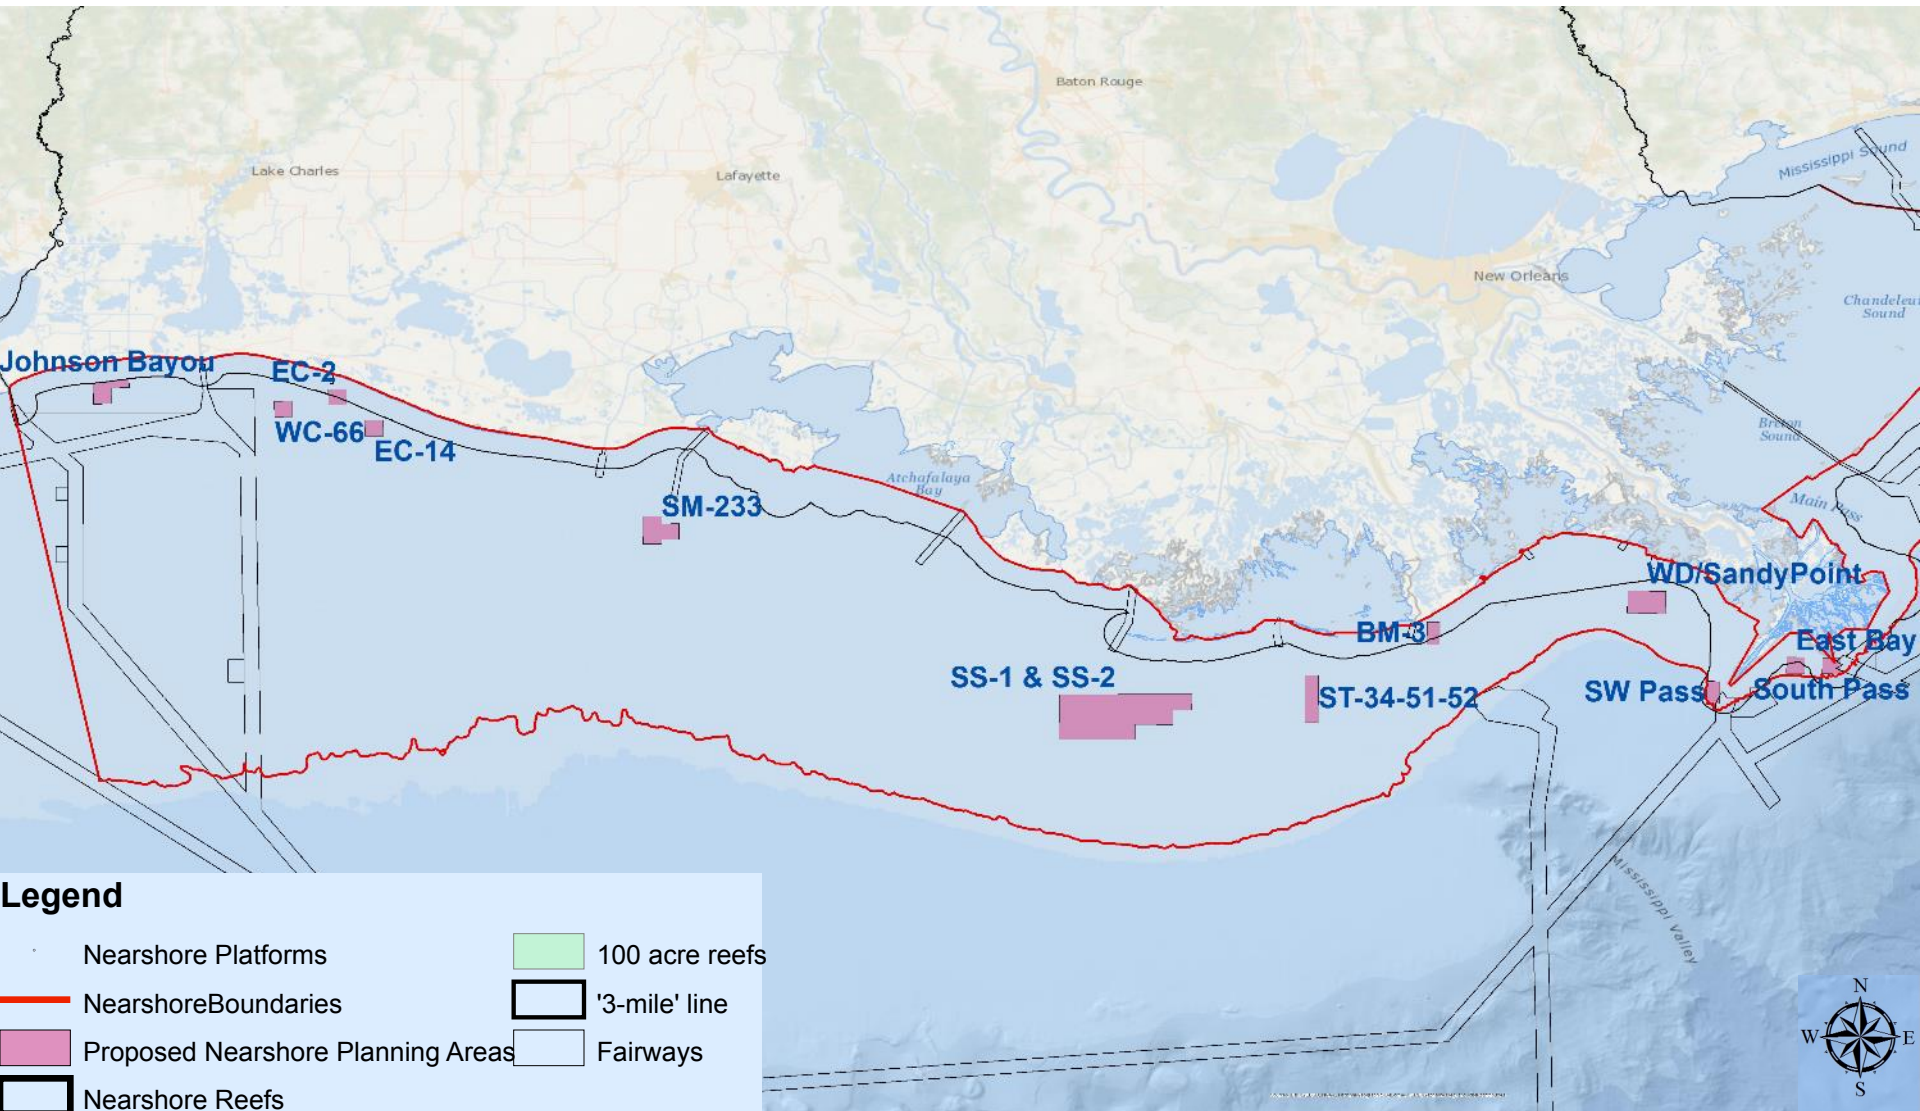 Baton Rouge
Mississippi Sound
Lake Charles
Lafayette
New Orleans
Chandeleur
Sound
Johnson Bayou
EC-2
WC-66
EC-14
Breton
Sound
Atchafalaya
Bay
Main Pass
SM-233
WD/SandyPoint
BM-3
East Bay
SS-1 & SS-2
ST-34-51-52
SW Pass
South Pass
Mississippi Valley
Legend
Nearshore Platforms
100 acre reefs
NearshoreBoundaries
'3-mile' line
Proposed Nearshore Planning Areas
Fairways
Nearshore Reefs
N
W
E
S